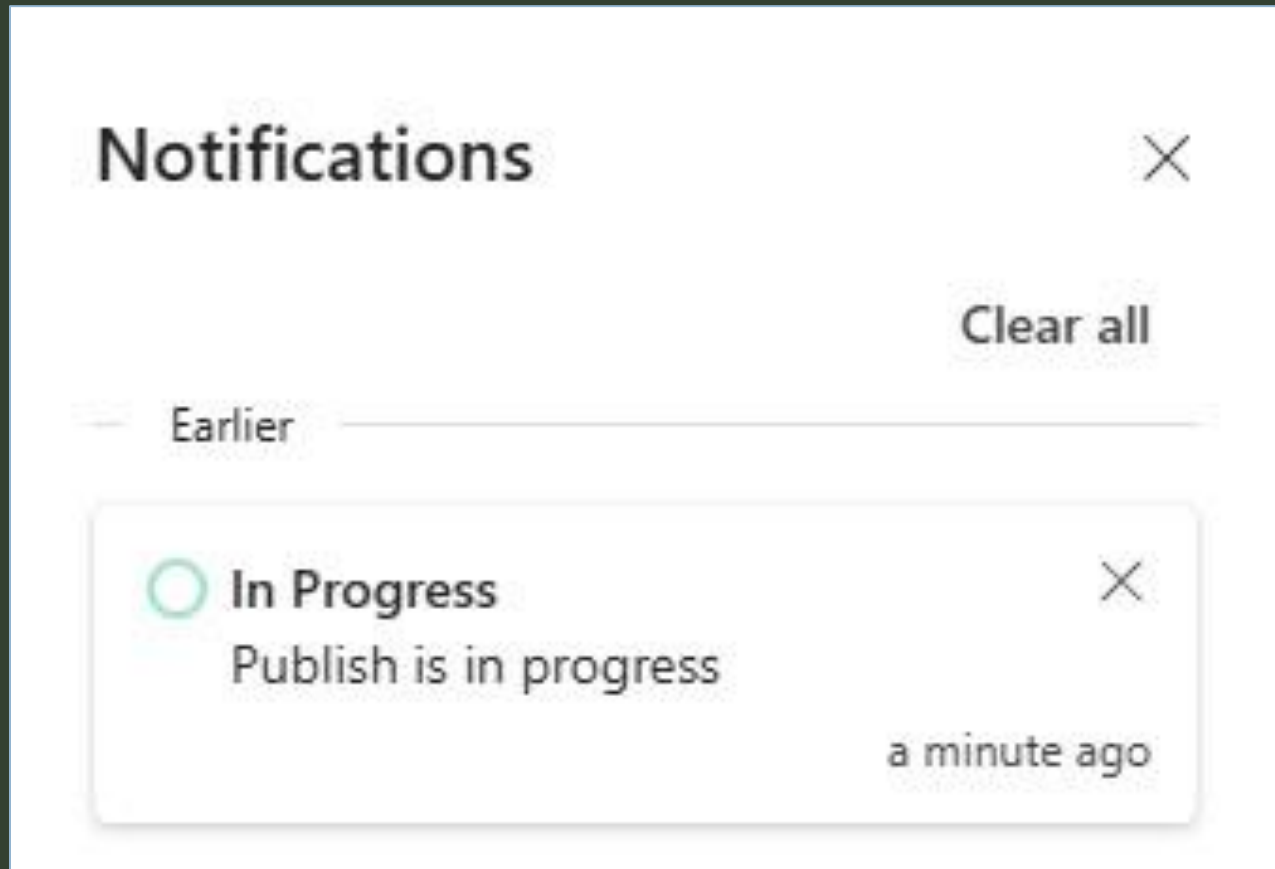 Notifications
Clear all
Earlier
In Progress
Publish is in progress
a minute ago